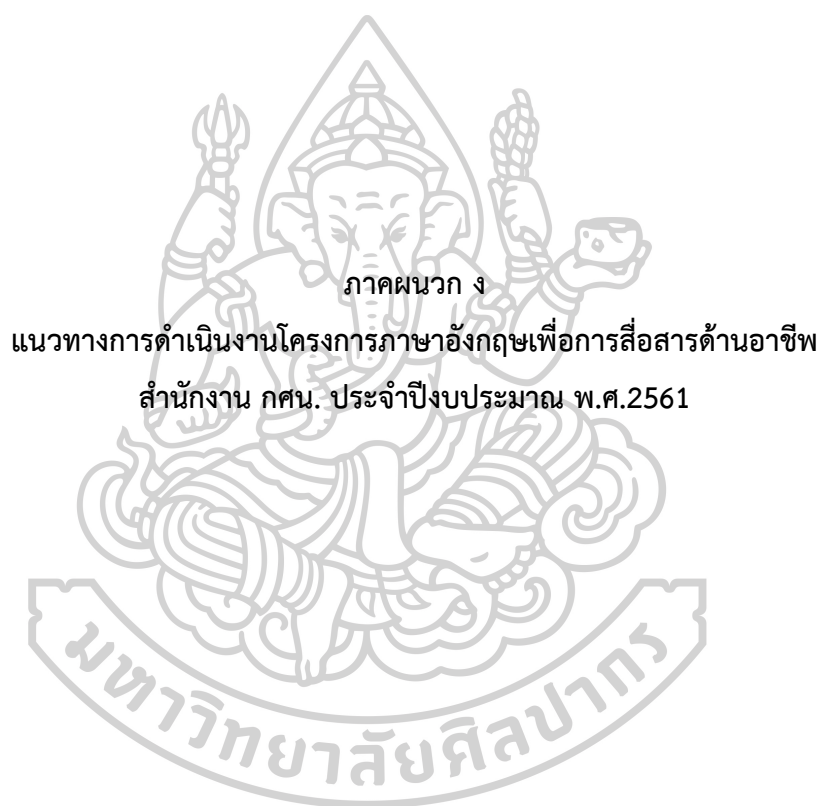 ภาคผนวก ง
แนวทางการดำเนินงานโครงการภาษาอังกฤษเพื่อการสื่อสารด้านอาชีพ
สำนักงาน กศน. ประจำปีงบประมาณ พ.ศ.2561
มหาวิทยาลัยศิลปากร